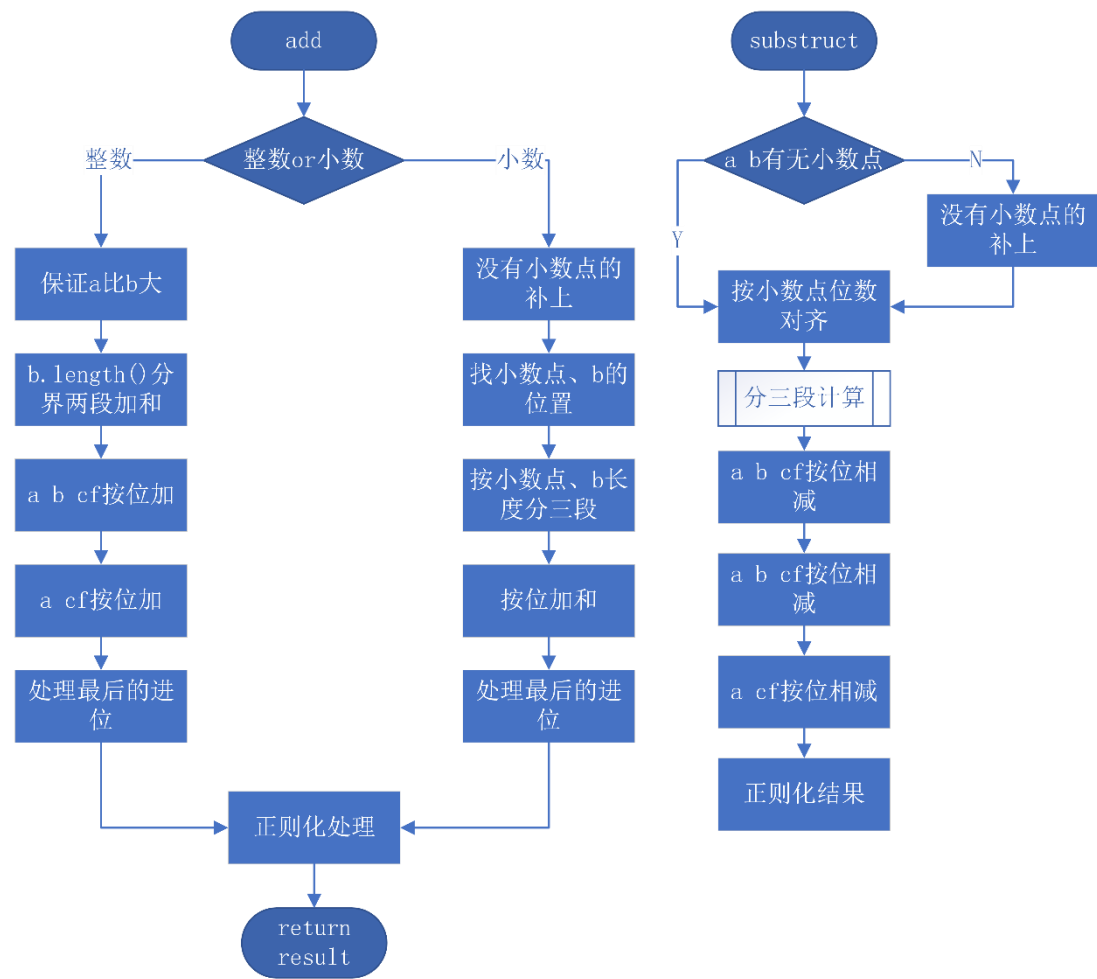 add
整数or小数
整数
小数
保证a比b大
b.length()分
界两段加和
a b cf按位加
a cf按位加
处理最后的进
位
没有小数点的
补上
找小数点、b的
位置
按小数点、b长
度分三段
按位加和
处理最后的进
位
正则化处理
return
result
substruct
a b有无小数点
Y
N
没有小数点的
补上
按小数点位数
对齐
分三段计算
a b cf按位相
减
a b cf按位相
减
a cf按位相减
正则化结果